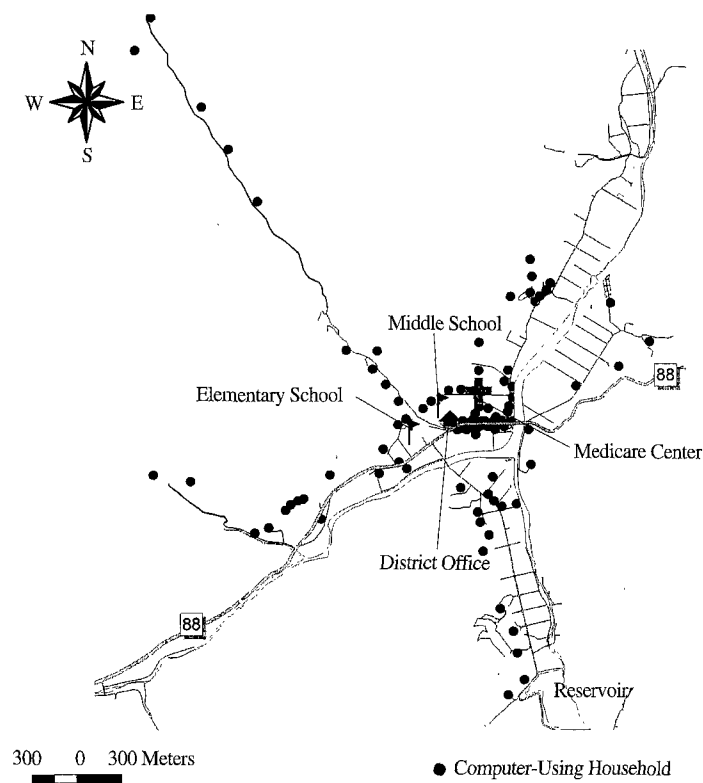 N
W E
S
Middle School
Elementary School
88
Medicare Center
District Office
88
Reservoir
300 0 300 Meters
Computer-Using Household